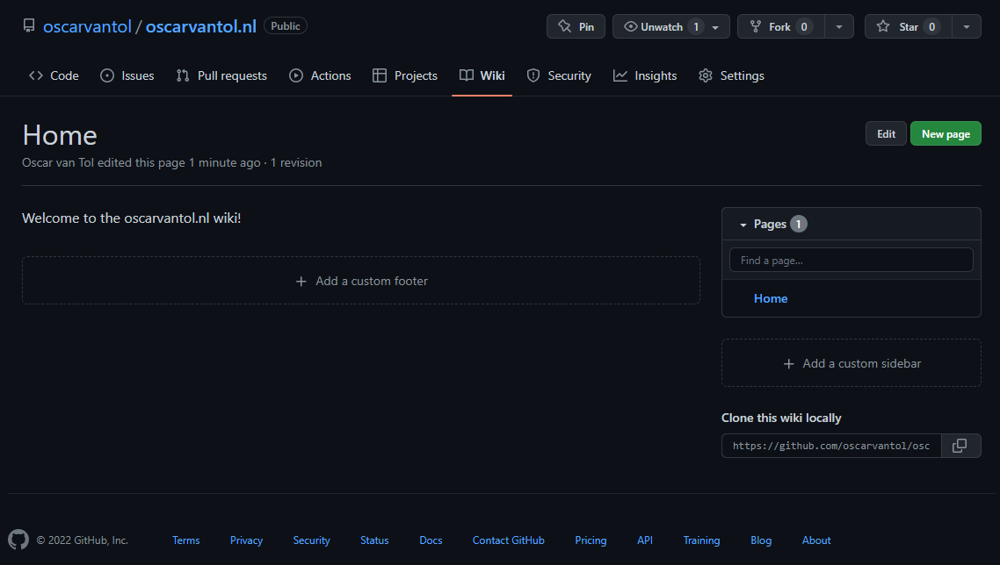 oscarvantol / oscarvantol.nl Public Pin Unwatch 1 Fork 0 Star 0
Code Issues Pull requests Actions Projects Wiki Security Insights Settings
Home
Edit New page
Oscar van Tol edited this page 1 minute ago · 1 revision
Welcome to the oscarvantol.nl wiki!
Add a custom footer
Pages 1
Find a page...
Home
Add a custom sidebar
Clone this wiki locally
https://github.com/oscarvantol/osc
© 2022 GitHub, Inc. Terms Privacy Security Status Docs Contact GitHub Pricing API Training Blog About